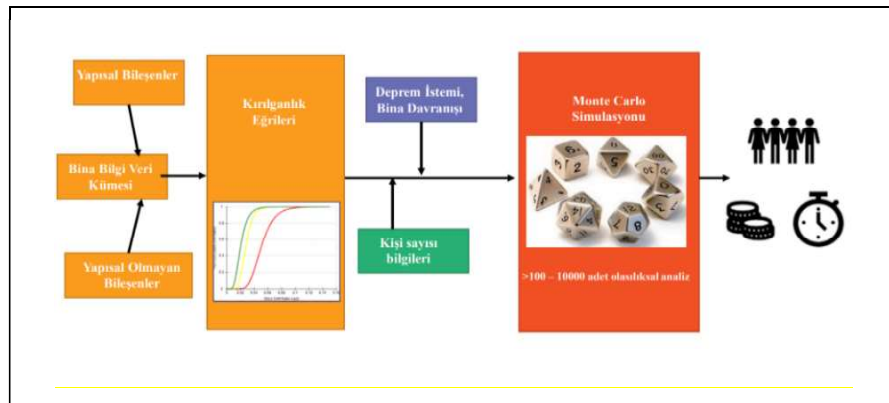 Yapısal Bileşenler
Bina Bilgi Veri
Kümesi
Yapısal Olmayan
Bileşenler
Kırılganlık
Eğrileri
Deprem İstemi,
Bina Davranışı
Kişi sayısı
bilgileri
Monte Carlo
Simulasyonu
>100 – 10000 adet olasılıksal analiz